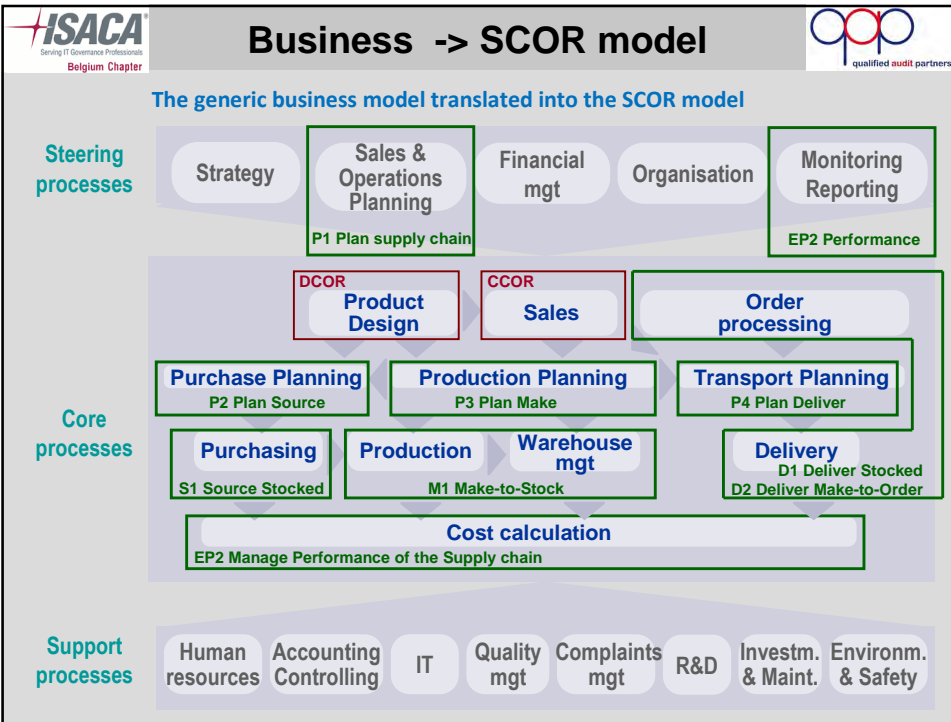 ISACA
Serving IT Governance Professionals
Belgium Chapter
Business -> SCOR model
qap
qualified audit partners
The generic business model translated into the SCOR model
Steering
processes
Strategy
Sales &
Operations
Planning
Financial
mgt
Organisation
Monitoring
Reporting
P1 Plan supply chain
EP2 Performance
Core
processes
DCOR
Product
Design
CCOR
Sales
Order
processing
Purchase Planning
P2 Plan Source
Production Planning
P3 Plan Make
Transport Planning
P4 Plan Deliver
Purchasing
S1 Source Stocked
Production
Warehouse
mgt
M1 Make-to-Stock
Delivery
D1 Deliver Stocked
D2 Deliver Make-to-Order
Cost calculation
EP2 Manage Performance of the Supply chain
Support
processes
Human
resources
Accounting
Controlling
IT
Quality
mgt
Complaints
mgt
R&D
Investm.
& Maint.
Environm.
& Safety